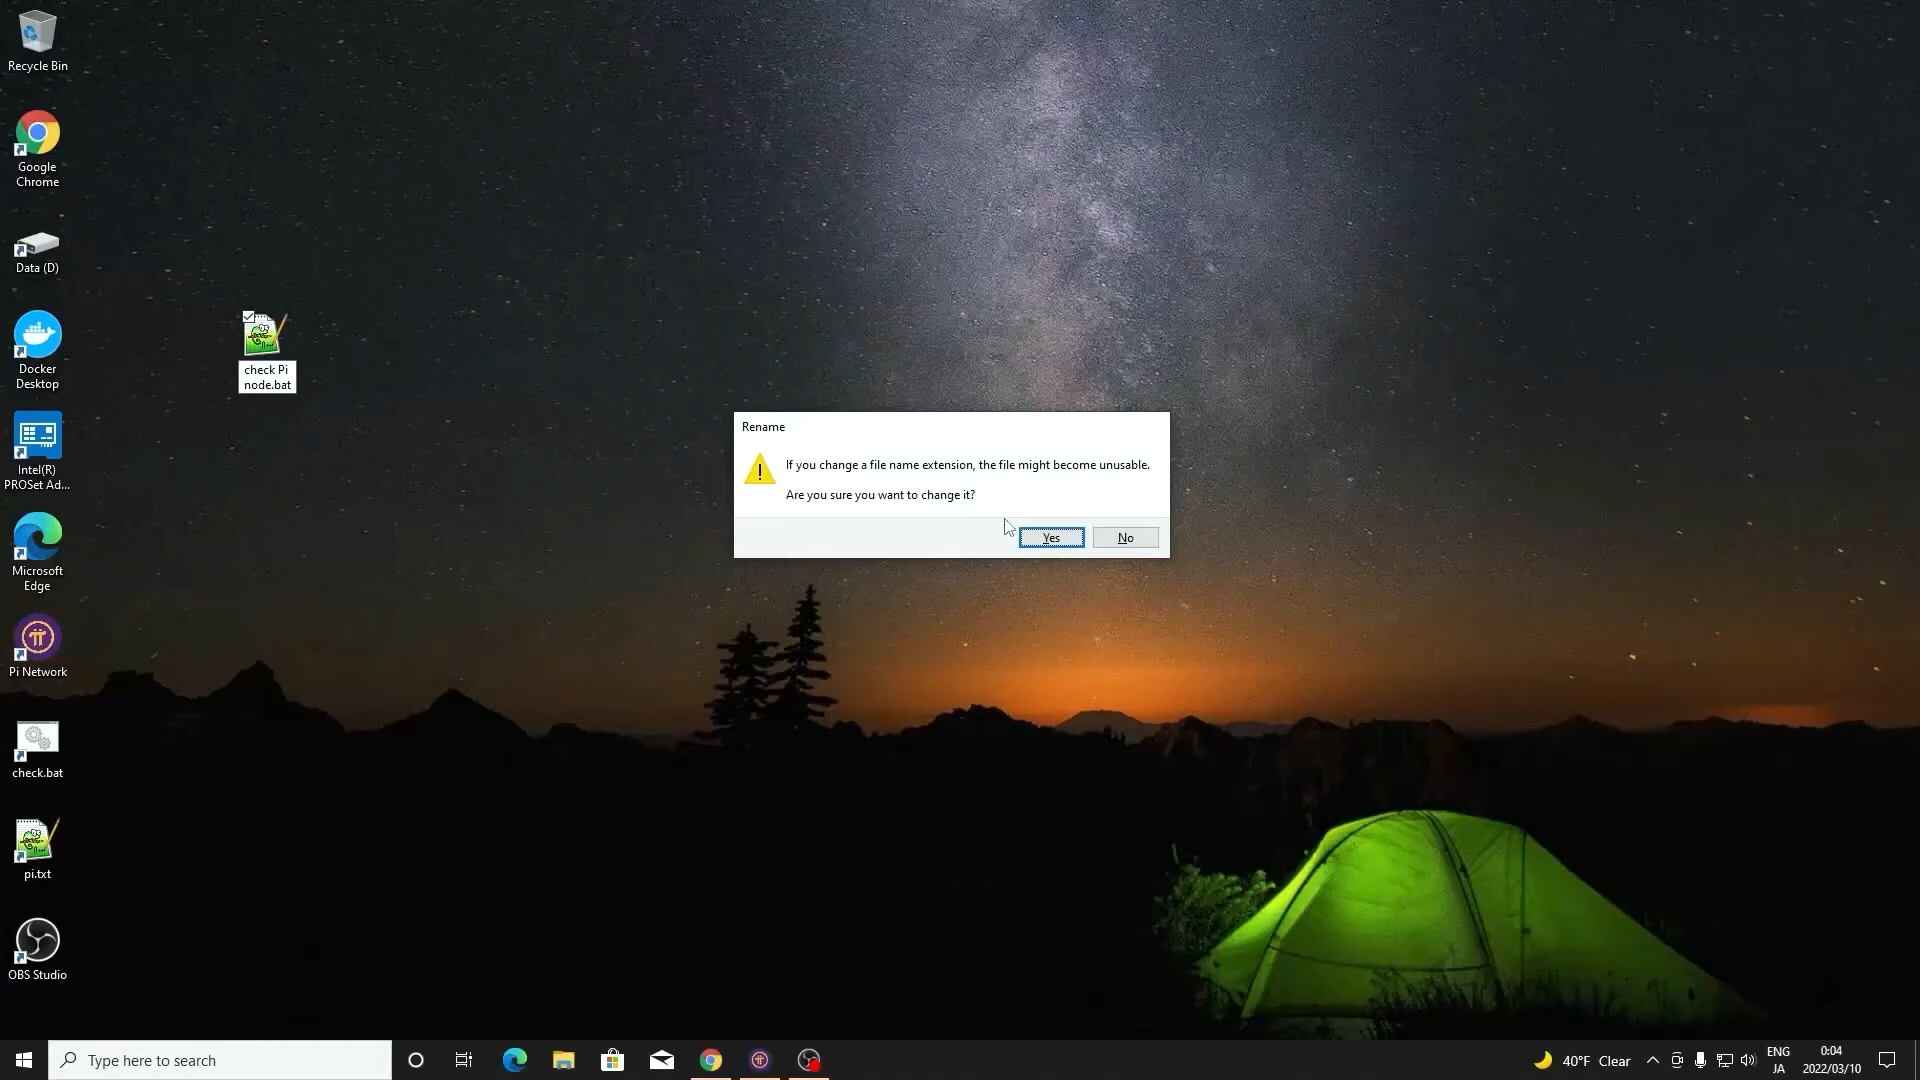 Recycle Bin
Google
Chrome
Data (D)
Docker
Desktop
Intel(R)
PROSet Ad...
Microsoft
Edge
Pi Network
check.bat
pi.txt
OBS Studio
check Pi
node.bat
Rename
If you change a file name extension, the file might become unusable.
Are you sure you want to change it?
Yes
No
Type here to search
40°F Clear
ENG
JA
0:04
2022/03/10